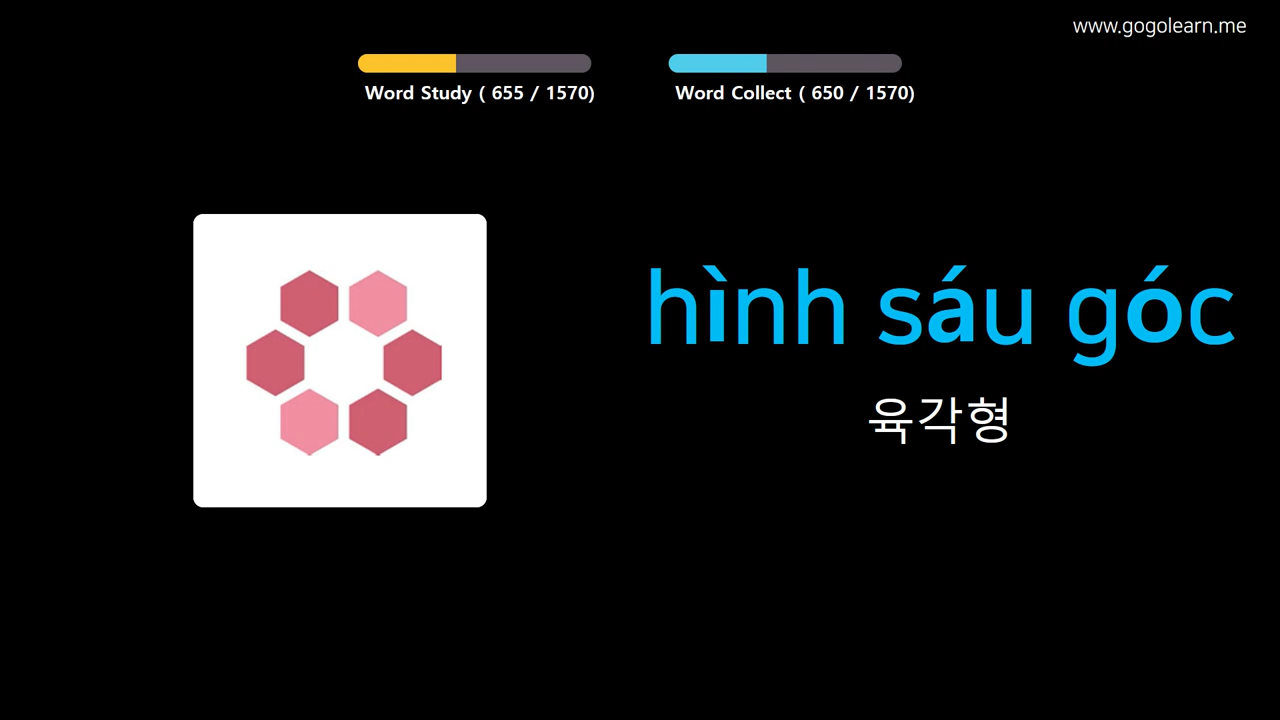 www.gogolearn.me
Word Study ( 655 / 1570)
Word Collect ( 650 / 1570)
hình sáu góc
육각형